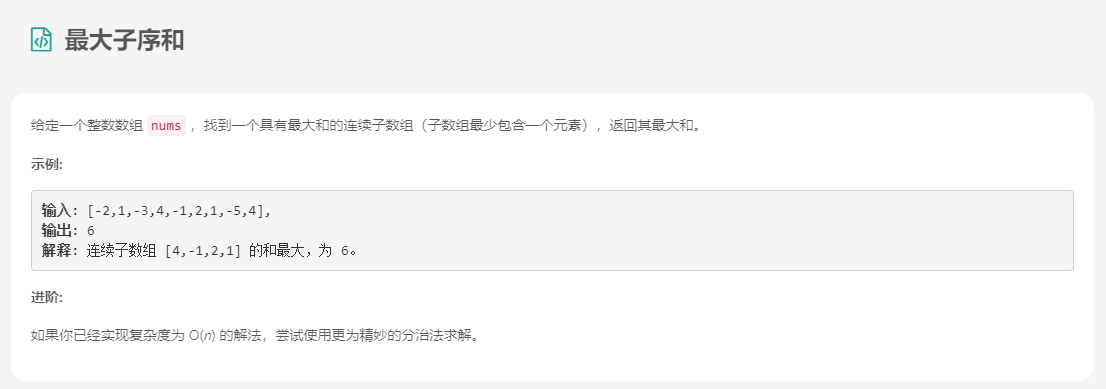 最大子序和
给定一个整数数组 nums ，找到一个具有最大和的连续子数组（子数组最少包含一个元素），返回其最大和。
示例:
输入: [-2,1,-3,4,-1,2,1,-5,4],
输出: 6
解释: 连续子数组 [4,-1,2,1] 的和最大，为 6。
进阶:
如果你已经实现复杂度为 O(n) 的解法，尝试使用更为精妙的分治法求解。